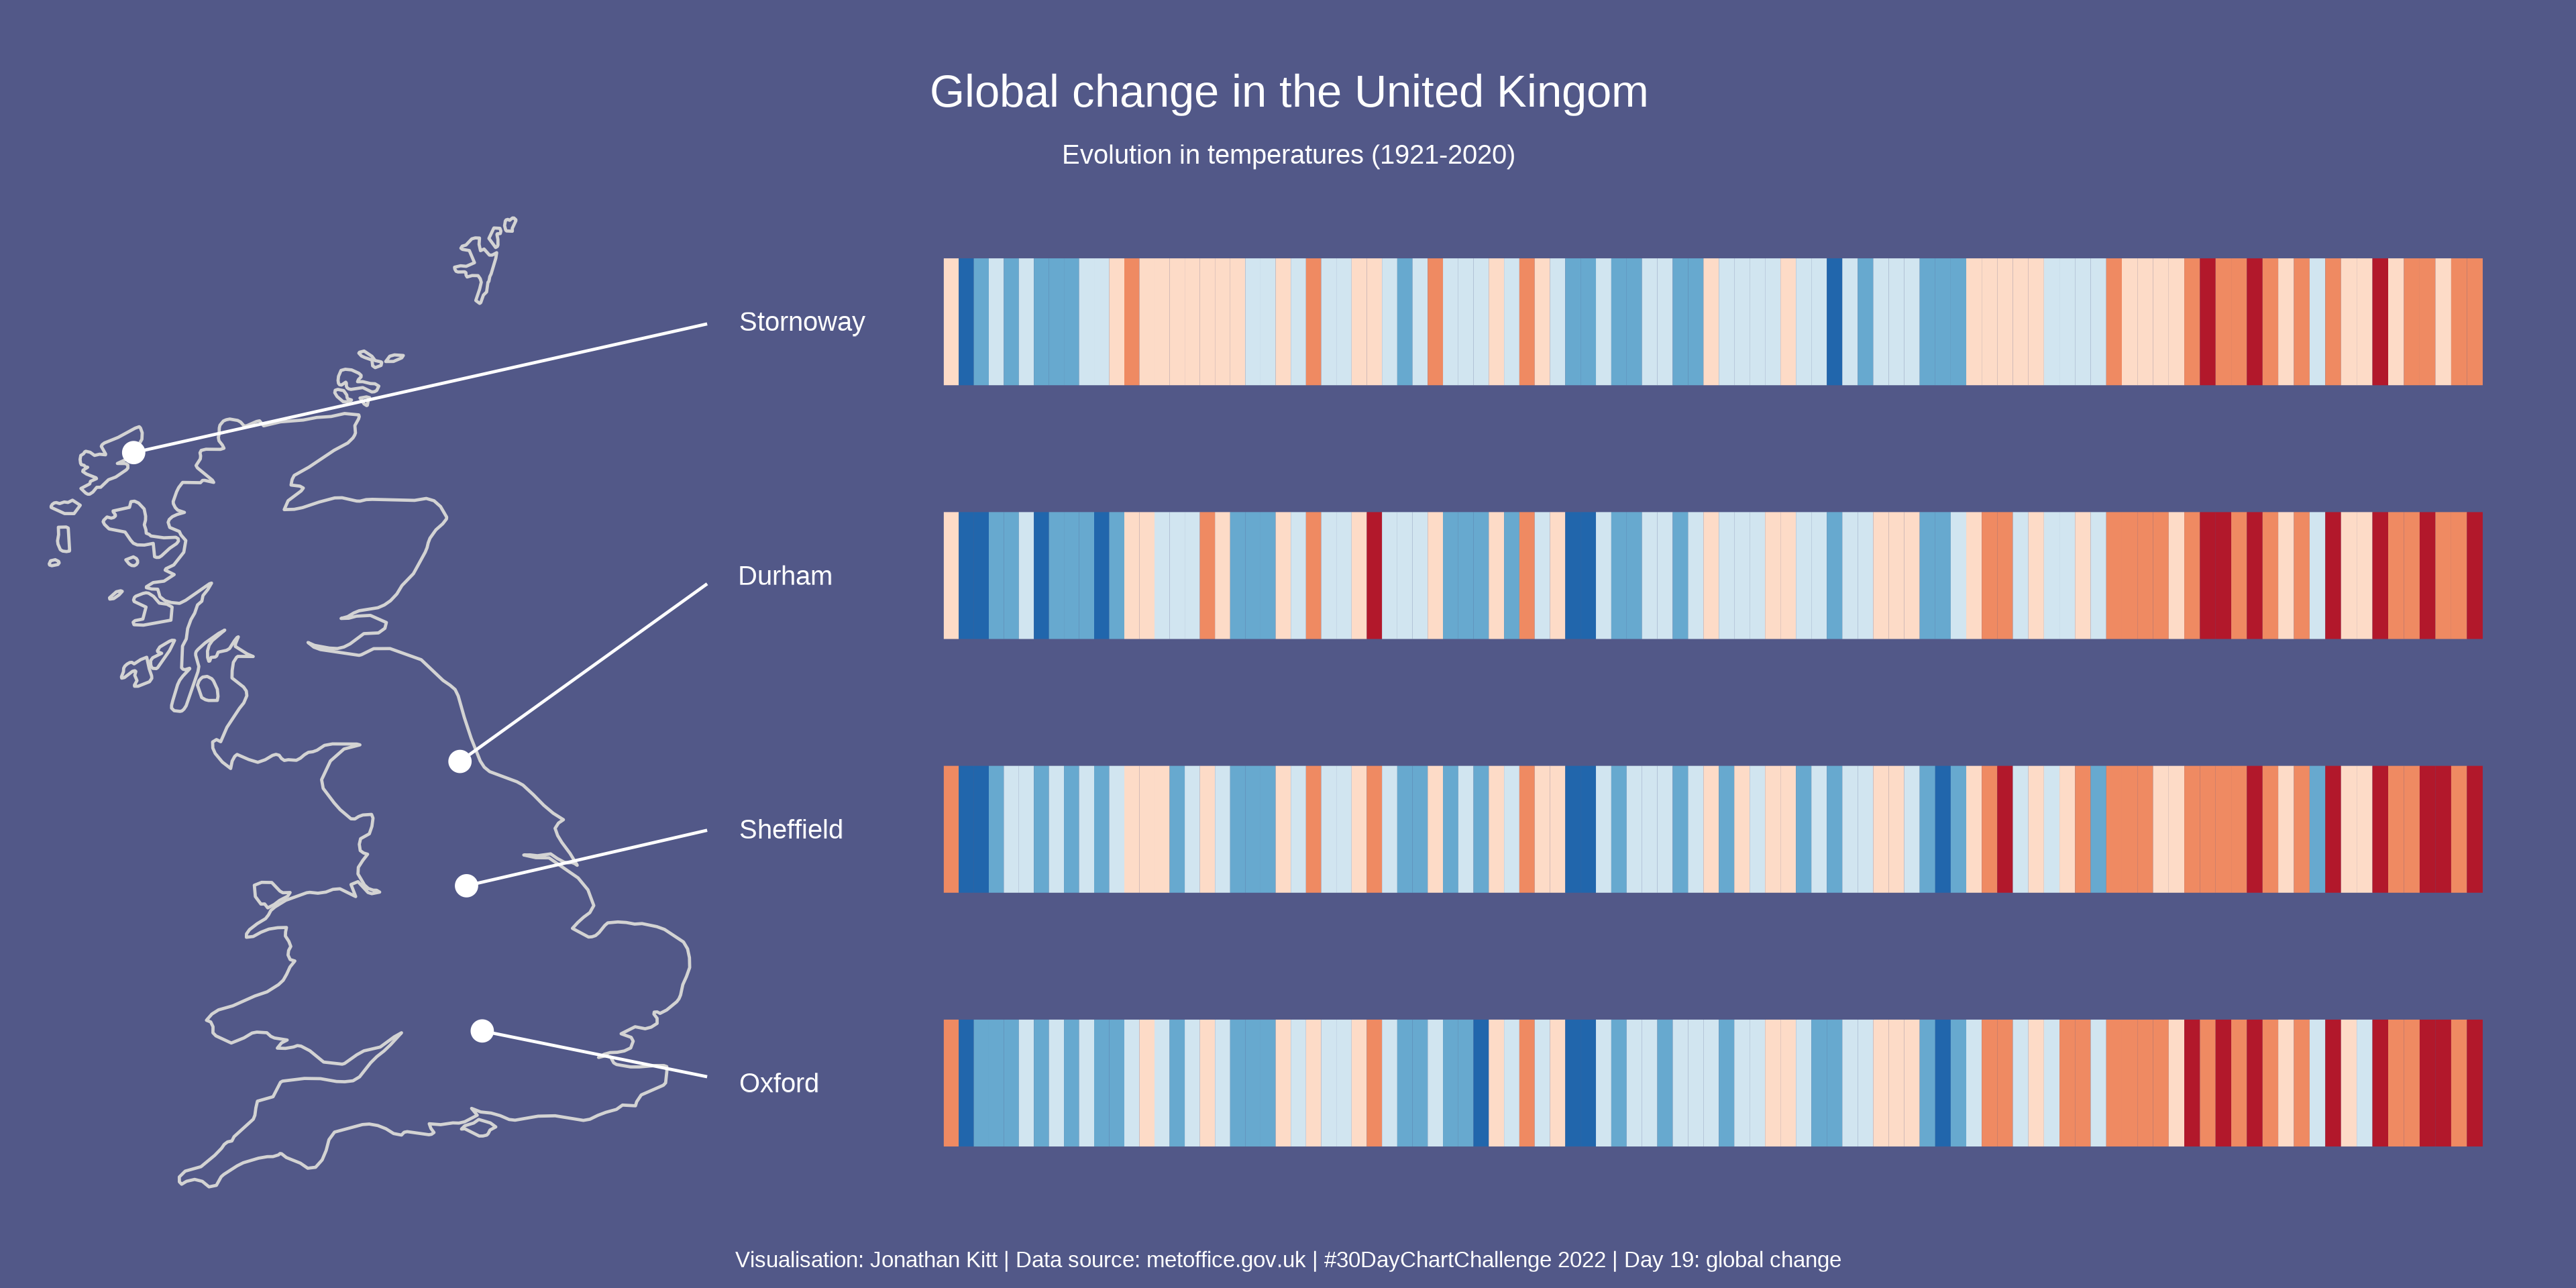 Global change in the United Kingom
Evolution in temperatures (1921-2020)
Stornoway
Durham
Sheffield
Oxford
Visualisation: Jonathan Kitt | Data source: metoffice.gov.uk | #30DayChartChallenge 2022 | Day 19: global change